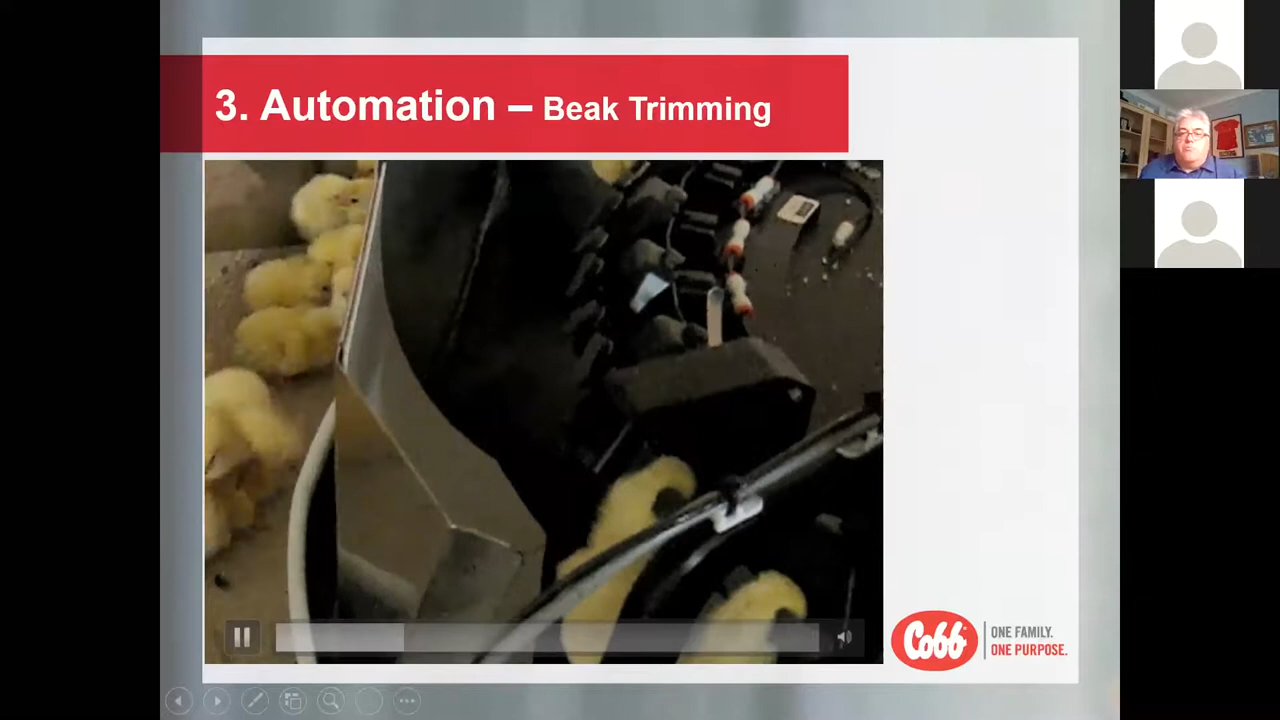 3. Automation – Beak Trimming
Cobb
ONE FAMILY.
ONE PURPOSE.